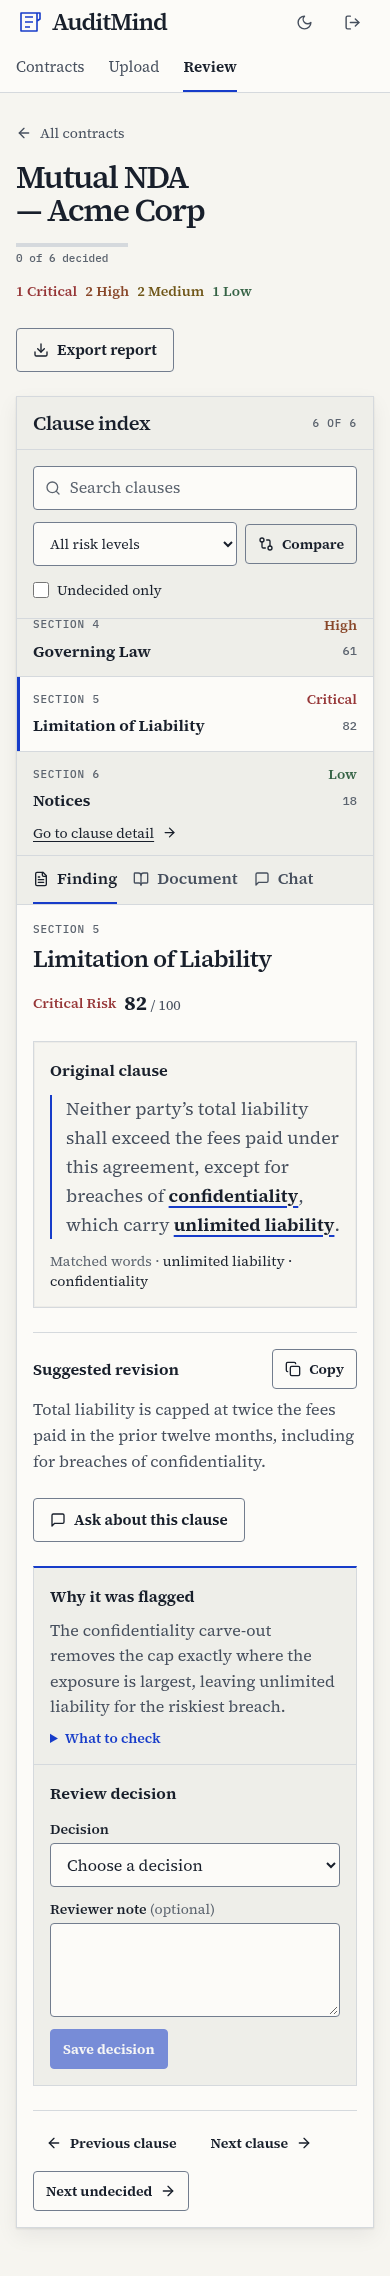 AuditMind
Contracts Upload Review
All contracts
Mutual NDA
— Acme Corp
0 of 6 decided
1 Critical 2 High 2 Medium 1 Low
Export report
Clause index 6 OF 6
Search clauses
All risk levels Compare
Undecided only
SECTION 4 High
Governing Law 61
SECTION 5 Critical
Limitation of Liability 82
SECTION 6 Low
Notices 18
Go to clause detail
Finding Document Chat
SECTION 5
Limitation of Liability
Critical Risk 82 / 100
Original clause
Neither party’s total liability
shall exceed the fees paid under
this agreement, except for
breaches of confidentiality,
which carry unlimited liability.
Matched words · unlimited liability ·
confidentiality
Suggested revision Copy
Total liability is capped at twice the fees
paid in the prior twelve months, including
for breaches of confidentiality.
Ask about this clause
Why it was flagged
The confidentiality carve-out
removes the cap exactly where the
exposure is largest, leaving unlimited
liability for the riskiest breach.
What to check
Review decision
Decision
Choose a decision
Reviewer note (optional)
Save decision
Previous clause Next clause
Next undecided